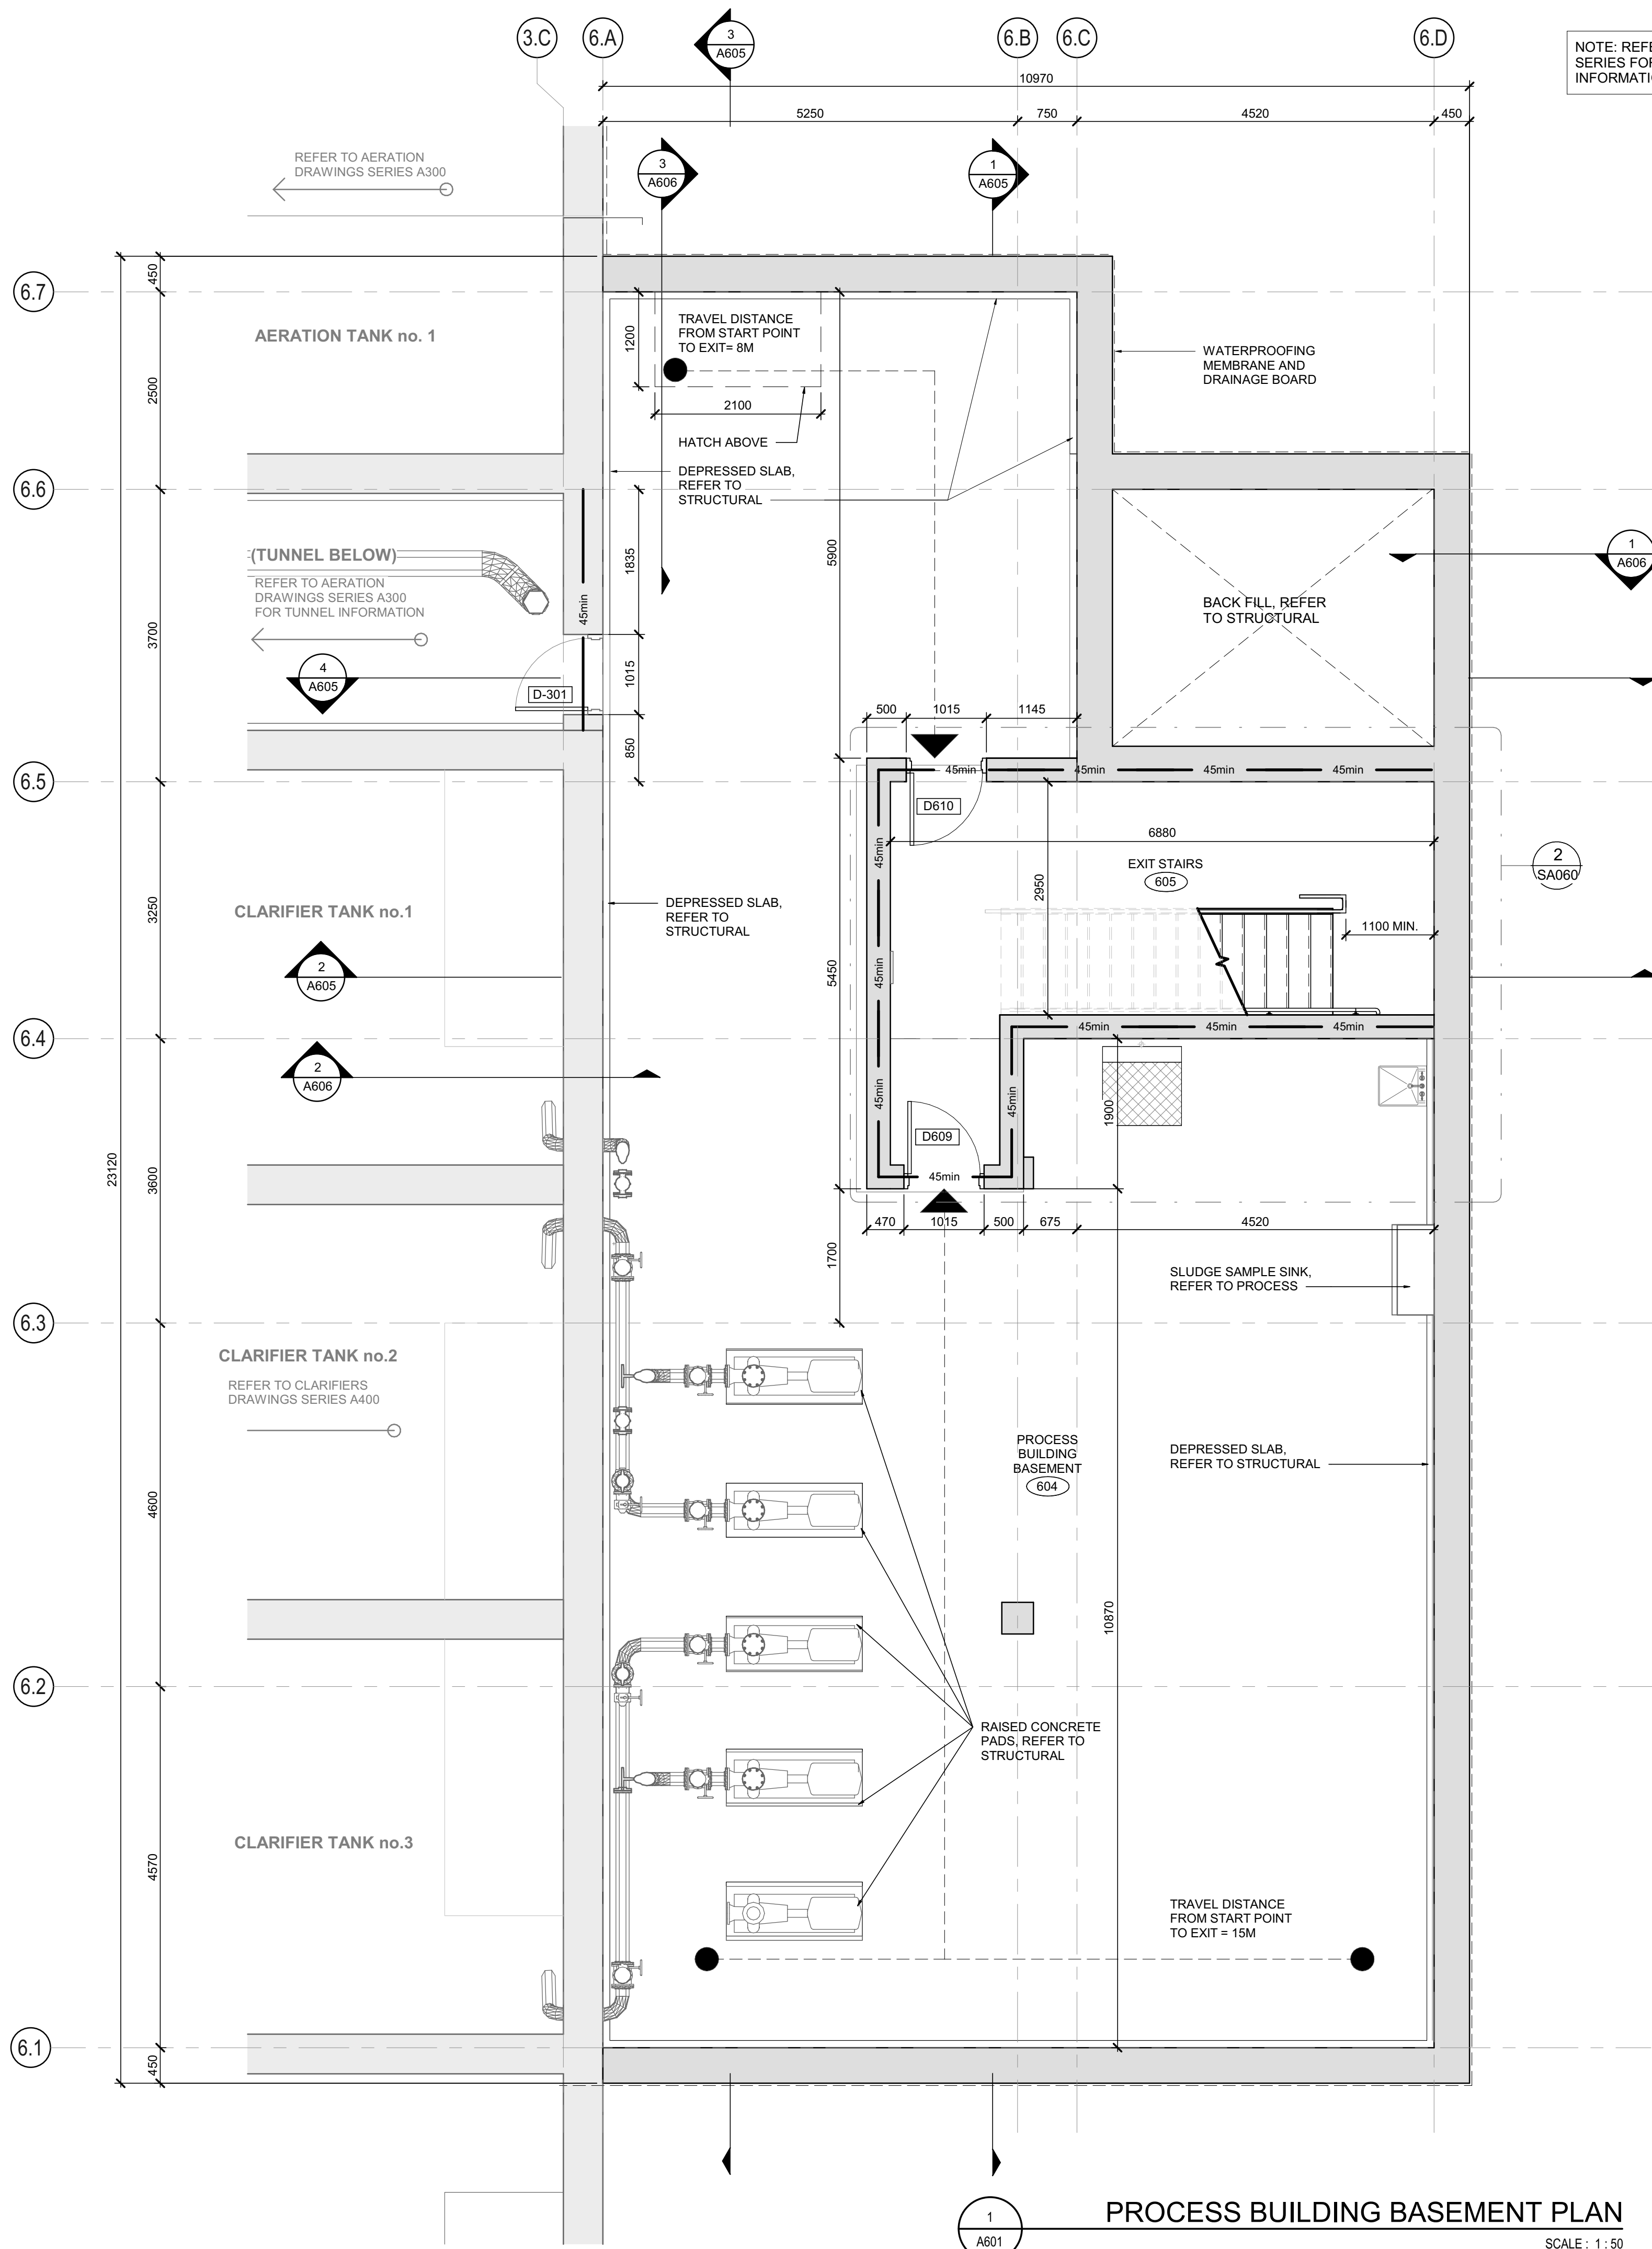 3.C
6.A
3
A605
6.B
6.C
6.D
NOTE: REFE
SERIES FOR
INFORMATI
10970
5250
750
4520
450
REFER TO AERATION
DRAWINGS SERIES A300
3
A606
1
A605
450
6.7
AERATION TANK no. 1
TRAVEL DISTANCE
FROM START POINT
TO EXIT= 8M
1200
WATERPROOFING
MEMBRANE AND
DRAINAGE BOARD
2500
2100
HATCH ABOVE
DEPRESSED SLAB,
REFER TO
STRUCTURAL
6.6
(TUNNEL BELOW)
1835
5900
1
A606
REFER TO AERATION
DRAWINGS SERIES A300
FOR TUNNEL INFORMATION
45min
BACK FILL, REFER
TO STRUCTURAL
3700
4
A605
1015
D-301
500
1015
1145
850
6.5
45min
45min
45min
45min
D610
6880
45min
EXIT STAIRS
605
2
SA060
2950
3250
CLARIFIER TANK no.1
DEPRESSED SLAB,
REFER TO
STRUCTURAL
1100 MIN.
2
A605
5450
45min
6.4
45min
45min
45min
2
A606
45min
45min
1900
D609
23120
3600
45min
470
1015
500
675
4520
1700
SLUDGE SAMPLE SINK,
REFER TO PROCESS
6.3
CLARIFIER TANK no.2
REFER TO CLARIFIERS
DRAWINGS SERIES A400
PROCESS
BUILDING
BASEMENT
604
DEPRESSED SLAB,
REFER TO STRUCTURAL
4600
10870
6.2
RAISED CONCRETE
PADS, REFER TO
STRUCTURAL
CLARIFIER TANK no.3
4570
TRAVEL DISTANCE
FROM START POINT
TO EXIT = 15M
6.1
450
1
A601
PROCESS BUILDING BASEMENT PLAN
SCALE : 1 : 50